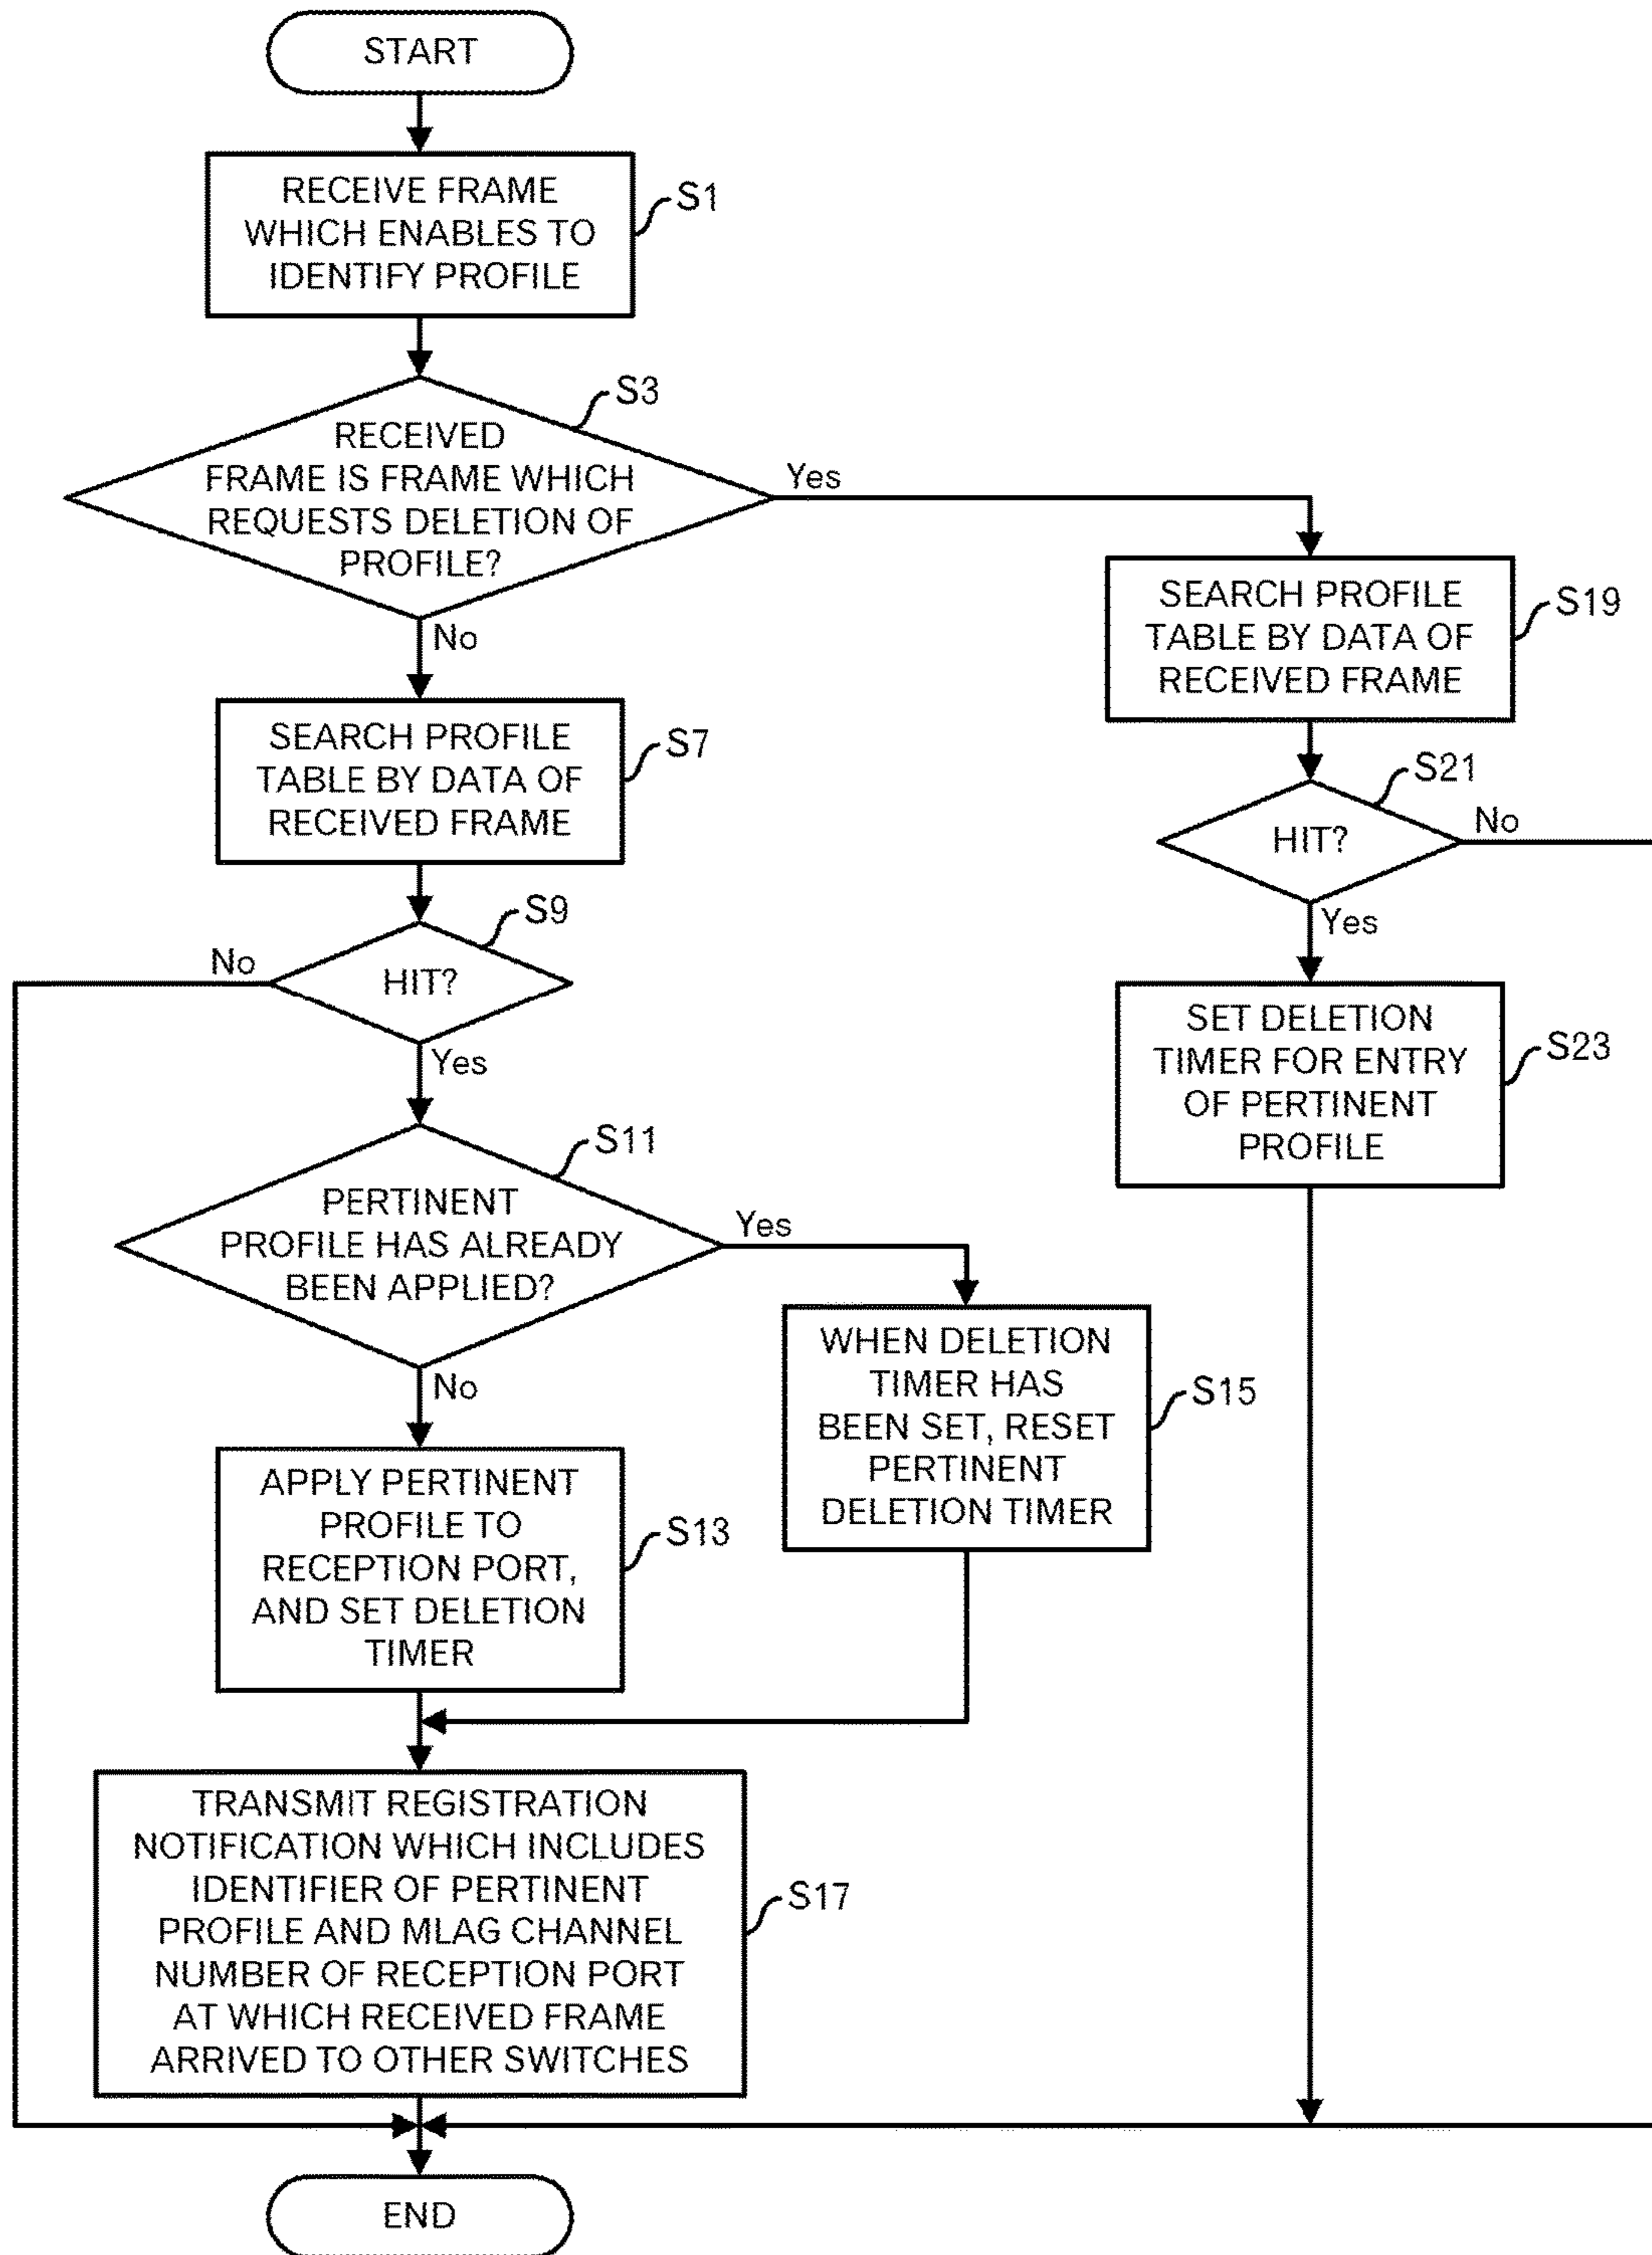 START
RECEIVE FRAME
WHICH ENABLES TO
IDENTIFY PROFILE
S1
RECEIVED
FRAME IS FRAME WHICH
REQUESTS DELETION OF
PROFILE?
S3
Yes
No
SEARCH PROFILE
TABLE BY DATA OF
RECEIVED FRAME
S7
HIT?
S9
No
Yes
PERTINENT
PROFILE HAS ALREADY
BEEN APPLIED?
S11
Yes
No
APPLY PERTINENT
PROFILE TO
RECEPTION PORT,
AND SET DELETION
TIMER
S13
WHEN DELETION
TIMER HAS
BEEN SET, RESET
PERTINENT
DELETION TIMER
S15
TRANSMIT REGISTRATION
NOTIFICATION WHICH INCLUDES
IDENTIFIER OF PERTINENT
PROFILE AND MLAG CHANNEL
NUMBER OF RECEPTION PORT
AT WHICH RECEIVED FRAME
ARRIVED TO OTHER SWITCHES
S17
SEARCH PROFILE
TABLE BY DATA OF
RECEIVED FRAME
S19
HIT?
S21
No
Yes
SET DELETION
TIMER FOR ENTRY
OF PERTINENT
PROFILE
S23
END